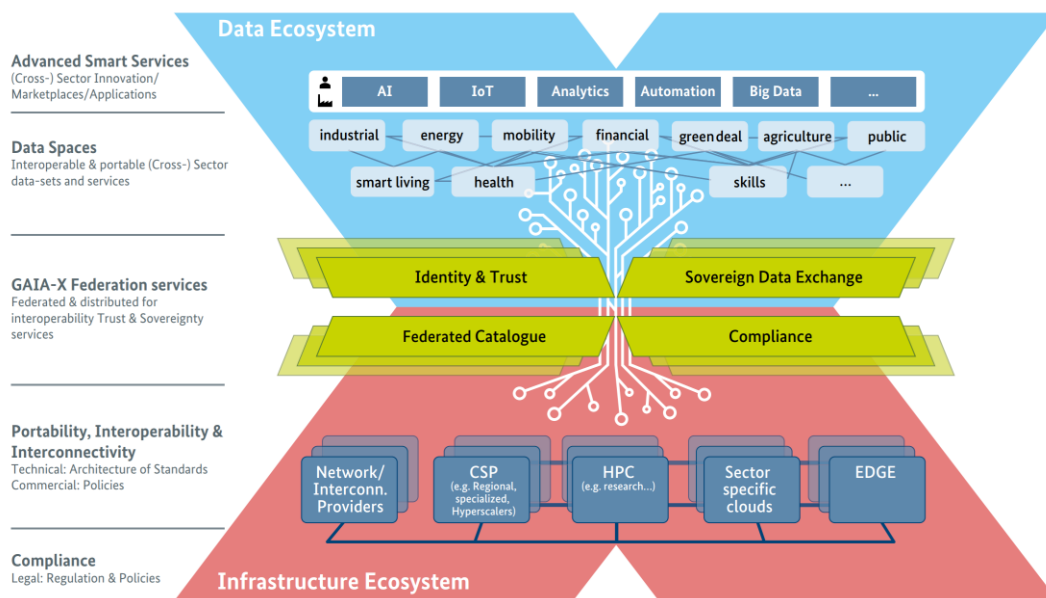 Data Ecosystem
Advanced Smart Services
(Cross-) Sector Innovation/
Marketplaces/Applications
AI
IoT
Analytics
Automation
Big Data
...
Data Spaces
Interoperable & portable (Cross-) Sector
data-sets and services
industrial
energy
mobility
financial
green deal
agriculture
public
smart living
health
skills
...
GAIA-X Federation services
Federated & distributed for
interoperability Trust & Sovereignty
services
Identity & Trust
Sovereign Data Exchange
Federated Catalogue
Compliance
Portability, Interoperability &
Interconnectivity
Technical: Architecture of Standards
Commercial: Policies
Network/
Interconn.
Providers
CSP
(e.g. Regional,
specialized,
Hyperscalers)
HPC
(e.g. research...)
Sector
specific
clouds
EDGE
Compliance
Legal: Regulation & Policies
Infrastructure Ecosystem